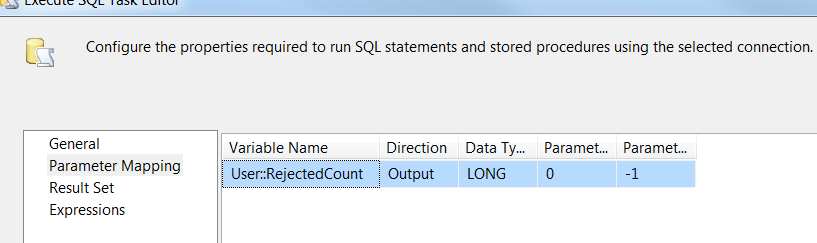 Execute SQL Task Editor
Configure the properties required to run SQL statements and stored procedures using the selected connection.
General
Parameter Mapping
Result Set
Expressions
Variable Name Direction Data Ty... Paramet... Paramet...
User::RejectedCount Output LONG 0 -1